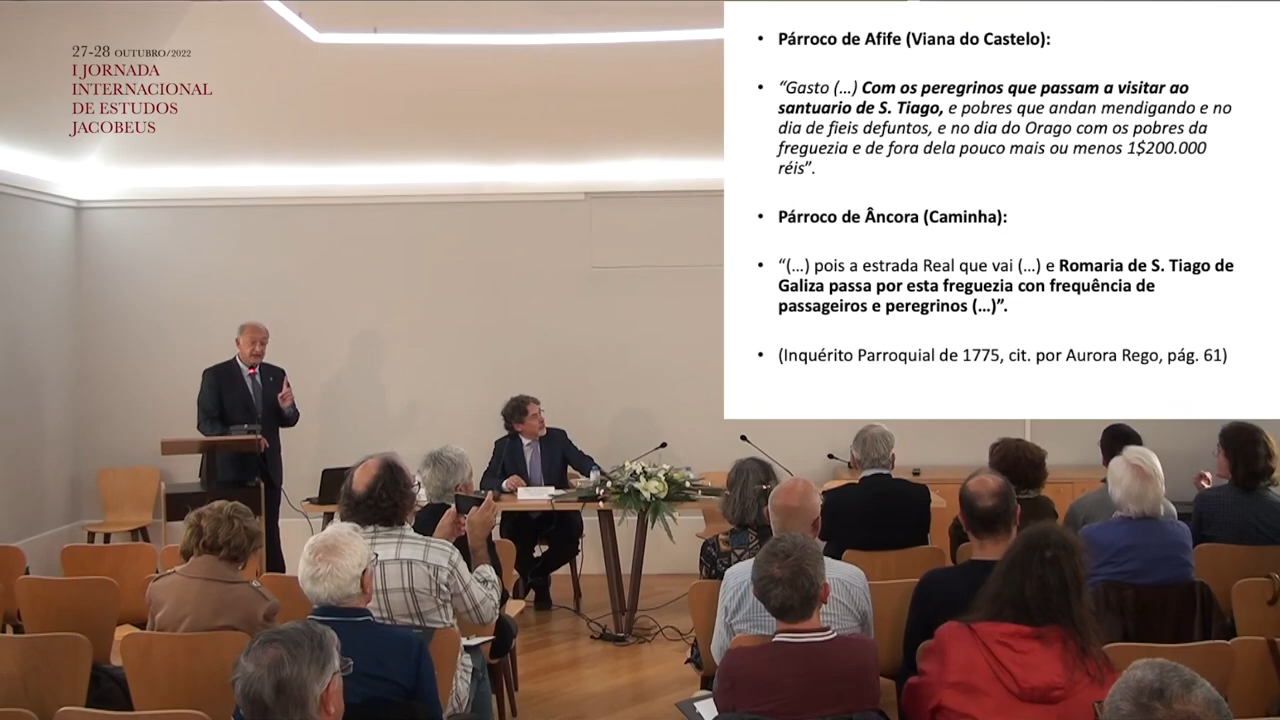 27-28 OUTUBRO/2022
I JORNADA
INTERNACIONAL
DE ESTUDOS
JACOBEUS
• Párroco de Afife (Viana do Castelo):
• “Gasto (…) Com os peregrinos que passam a visitar ao
santuario de S. Tiago, e pobres que andan mendigando e no
dia de fieis defuntos, e no dia do Orago com os pobres da
freguezia e de fora dela pouco mais ou menos 1$200.000
réis”.
• Párroco de Âncora (Caminha):
• “(…) pois a estrada Real que vai (…) e Romaria de S. Tiago de
Galiza passa por esta freguezia con frequência de
passageiros e peregrinos (…)”.
• (Inquérito Parroquial de 1775, cit. por Aurora Rego, pág. 61)